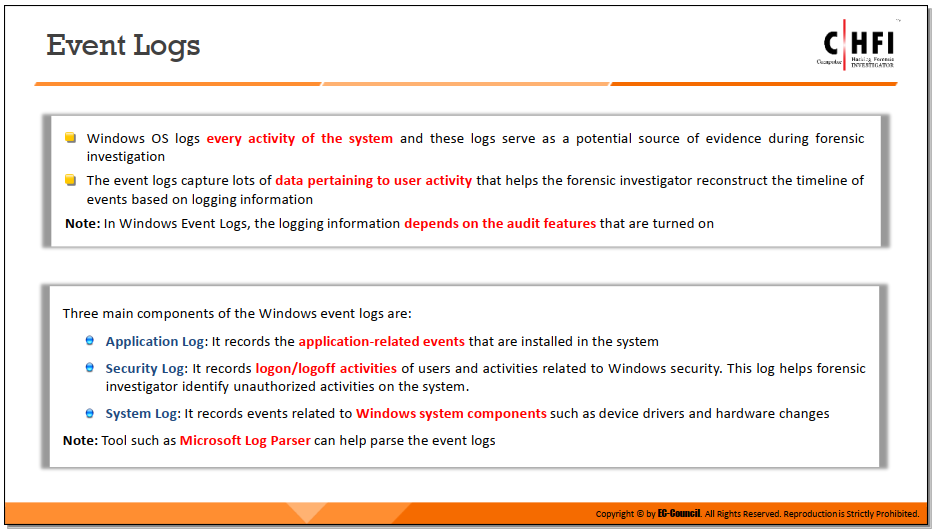 Event Logs
C HFI
Computer Hacking Forensic
INVESTIGATOR
Windows OS logs every activity of the system and these logs serve as a potential source of evidence during forensic
investigation
The event logs capture lots of data pertaining to user activity that helps the forensic investigator reconstruct the timeline of
events based on logging information
Note: In Windows Event Logs, the logging information depends on the audit features that are turned on
Three main components of the Windows event logs are:
Application Log: It records the application-related events that are installed in the system
Security Log: It records logon/logoff activities of users and activities related to Windows security. This log helps forensic
investigator identify unauthorized activities on the system.
System Log: It records events related to Windows system components such as device drivers and hardware changes
Note: Tool such as Microsoft Log Parser can help parse the event logs
Copyright © by EC-Council. All Rights Reserved. Reproduction is Strictly Prohibited.